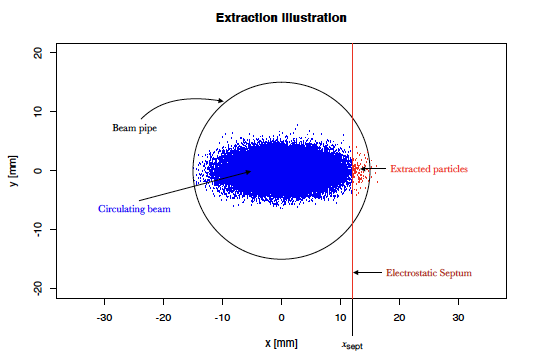 Extraction Illustration
y [mm]
20
10
0
-10
-20
Beam pipe
Circulating beam
Extracted particles
Electrostatic Septum
-30 -20 -10 0 10 20 30
x [mm]
xsept